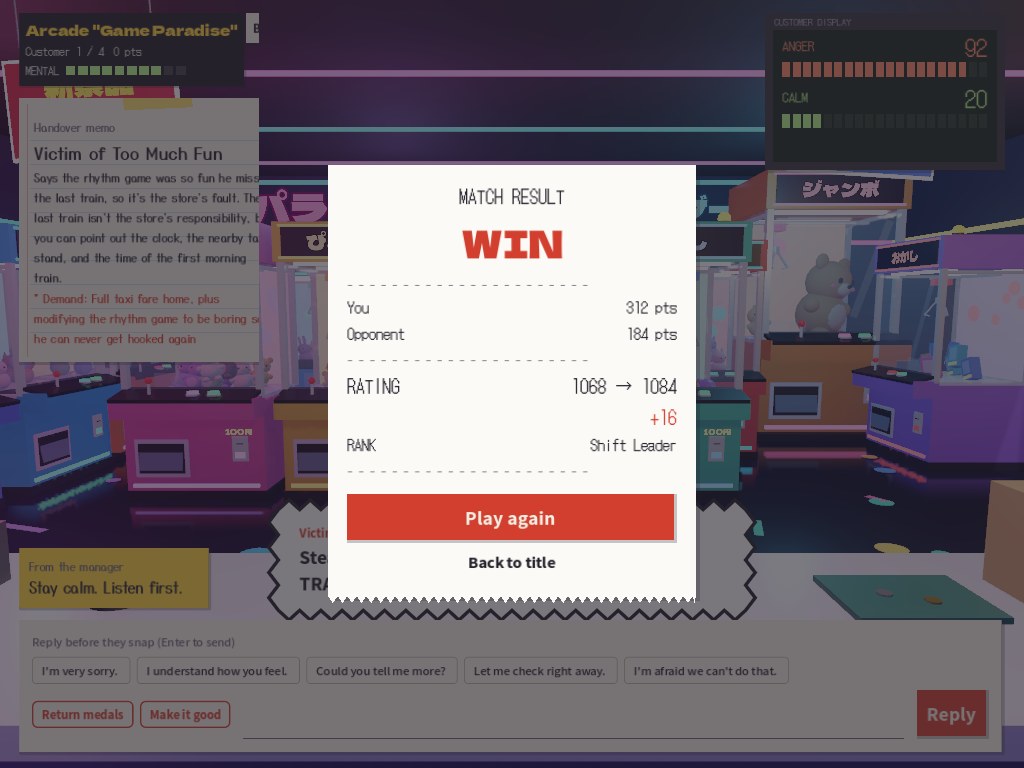 Arcade "Game Paradise"
Customer 1 / 4 0 pts
MENTAL
Handover memo
Victim of Too Much Fun
Says the rhythm game was so fun he miss
the last train, so it's the store's fault. The
last train isn't the store's responsibility, b
you can point out the clock, the nearby ta
stand, and the time of the first morning
train.
* Demand: Full taxi fare home, plus
modifying the rhythm game to be boring so
he can never get hooked again
CUSTOMER DISPLAY
ANGER 92
CALM 20
パラ
ジャンボ
おかし
100円
100円
MATCH RESULT
WIN
You 312 pts
Opponent 184 pts
RATING 1068 → 1084
+16
RANK Shift Leader
Play again
Back to title
Victim
Ste
TRA
From the manager
Stay calm. Listen first.
Reply before they snap (Enter to send)
I'm very sorry.
I understand how you feel.
Could you tell me more?
Let me check right away.
I'm afraid we can't do that.
Return medals
Make it good
Reply